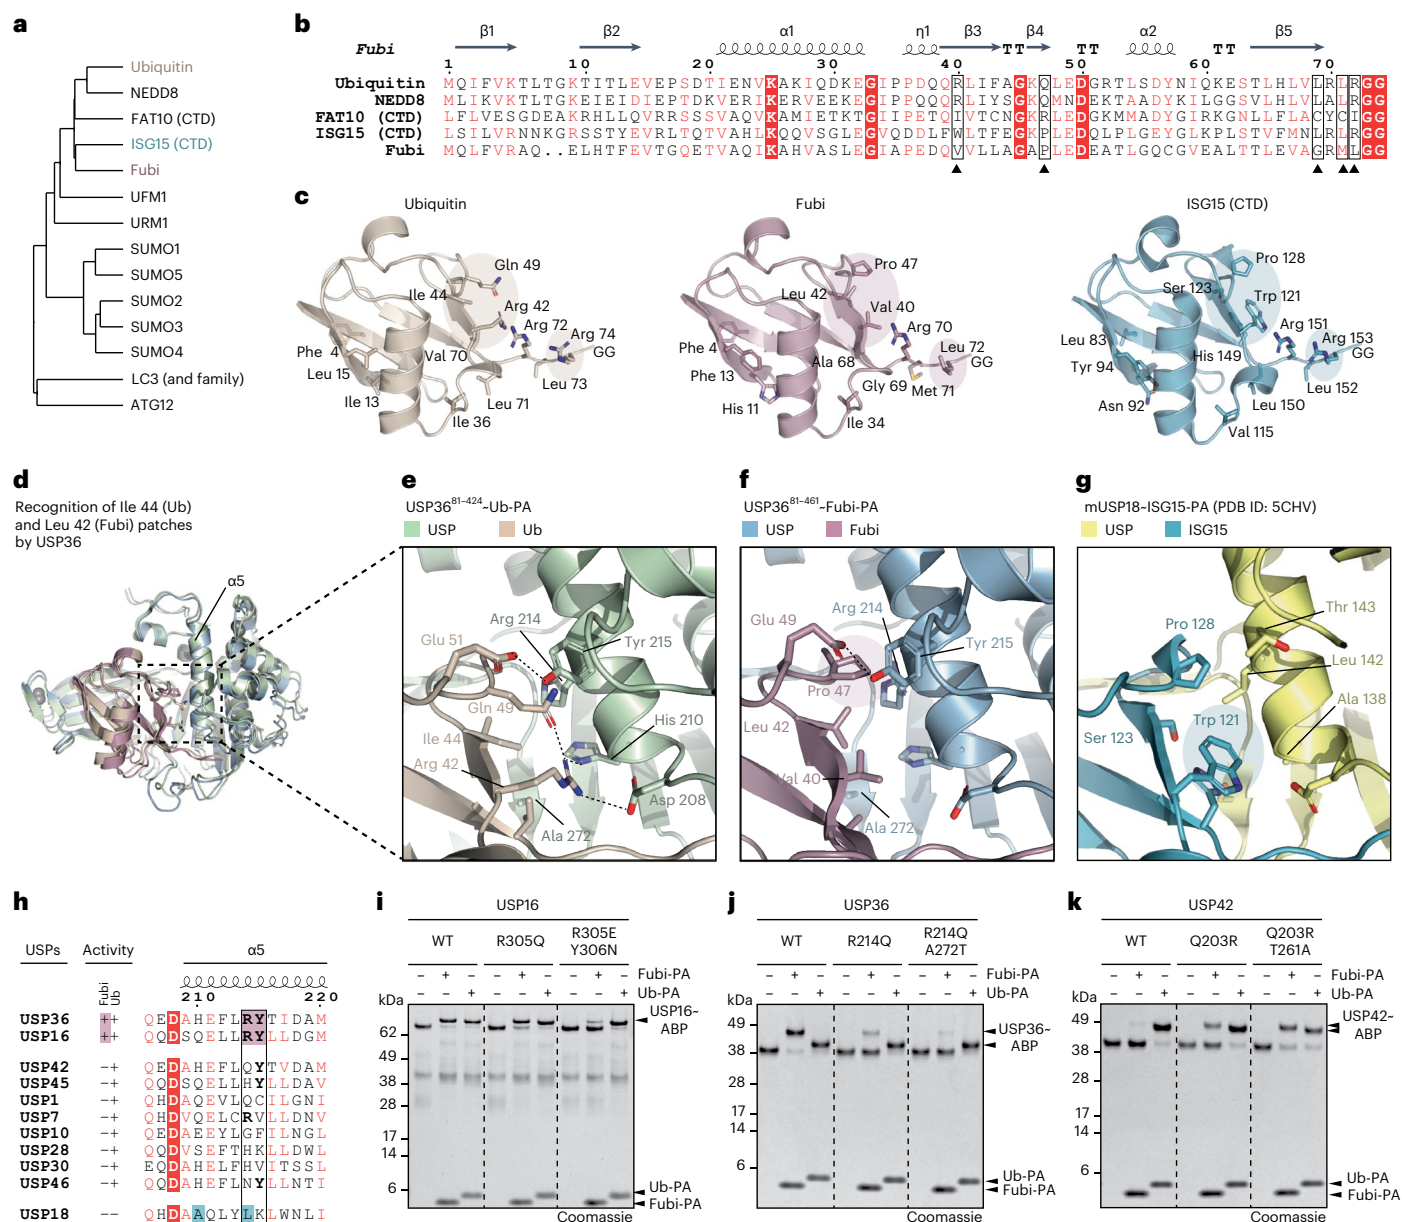 a
Ubiquitin
NEDD8
FAT10 (CTD)
ISG15 (CTD)
Fubi
UFM1
URM1
SUMO1
SUMO5
SUMO2
SUMO3
SUMO4
LC3 (and family)
ATG12
b
β1 β2 α1 η1 β3 β4 α2 β5
Fubi TT TT TT
1 10 20 30 40 50 60 70
Ubiquitin MQIFVKTLTGKTITLEVEPSDTIENVKAKIQDKEGIPPDQQRLIFAGKQLEDGRTLSDYNIQKESTLHLVLRLRGG
NEDD8 MLIKVKTLTGKEIEIDIEPTDKVERIKERVEEKEGIPPQQQRLIYSGKQMNDEKTAADYKILGGSVLHLVLALRGG
FAT10 (CTD) LFLVESGDEAKRHLLQVRRSSSVAQVKAMIETKTGIIPETQIVTCNGKRLEDGKMMADYGIRKGNLLFLACYCIGG
ISG15 (CTD) LSILVRNNKGRSSTYEVRLTQTVAHLKQQVSGLEGVQDDLFWLTFEGKPLEDQLPLGEYGLKPLSTVFMNLRLRGG
Fubi MQLFVRAQ..ELHTFEVTGQETVAQIKAHVASLEGIAPEDQVVLLAGAPLEDEATLGQCGVEALTTLEVAGRMLGG
c
Ubiquitin
Gln 49
Ile 44
Arg 42
Arg 72
Arg 74
GG
Phe 4
Val 70
Leu 15
Leu 73
Ile 13
Leu 71
Ile 36
Fubi
Pro 47
Leu 42
Val 40
Arg 70
Leu 72
GG
Phe 4
Ala 68
Phe 13
Gly 69
Met 71
His 11
Ile 34
ISG15 (CTD)
Pro 128
Ser 123
Trp 121
Arg 151
Arg 153
GG
Leu 83
His 149
Tyr 94
Leu 152
Asn 92
Leu 150
Val 115
d
Recognition of Ile 44 (Ub)
and Leu 42 (Fubi) patches
by USP36
α5
e
USP3681–424~Ub-PA
USP Ub
Arg 214
Glu 51
Tyr 215
Gln 49
His 210
Ile 44
Arg 42
Asp 208
Ala 272
f
USP3681–461~Fubi-PA
USP Fubi
Arg 214
Glu 49
Tyr 215
Pro 47
Leu 42
Val 40
Ala 272
g
mUSP18~ISG15-PA (PDB ID: 5CHV)
USP ISG15
Thr 143
Pro 128
Leu 142
Ala 138
Trp 121
Ser 123
h
USPs Activity α5
Fubi
Ub
210 220
USP36 ++ QEDAHEFLRYTIDAM
USP16 ++ QQDSQELLRYLLDGM
USP42 −+ QEDAHEFLQYTVDAM
USP45 −+ QQDSQELLHYLLDAV
USP1 −+ QHDAQEVLQCILGNI
USP7 −+ QHDVQELCRVLLDNV
USP10 −+ QEDAEEYLGFILNGL
USP28 −+ QQDVSEFTHKLLDWL
USP30 −+ EQDAHELFHVITSSL
USP46 −+ QQDAHEFLNYLLNTI
USP18 −− QHDAAQLYLKLWNLI
i
USP16
WT R305Q R305E
Y306N
− + − − + − − + − Fubi-PA
− − + − − + − − + Ub-PA
kDa
62
49
38
28
17
14
6
USP16~
ABP
Ub-PA
Fubi-PA
Coomassie
j
USP36
WT R214Q R214Q
A272T
− + − − + − − + − Fubi-PA
− − + − − + − − + Ub-PA
kDa
49
38
28
17
14
6
USP36~
ABP
Ub-PA
Fubi-PA
Coomassie
k
USP42
WT Q203R Q203R
T261A
− + − − + − − + − Fubi-PA
− − + − − + − − + Ub-PA
kDa
49
38
28
17
14
6
USP42~
ABP
Ub-PA
Fubi-PA
Coomassie